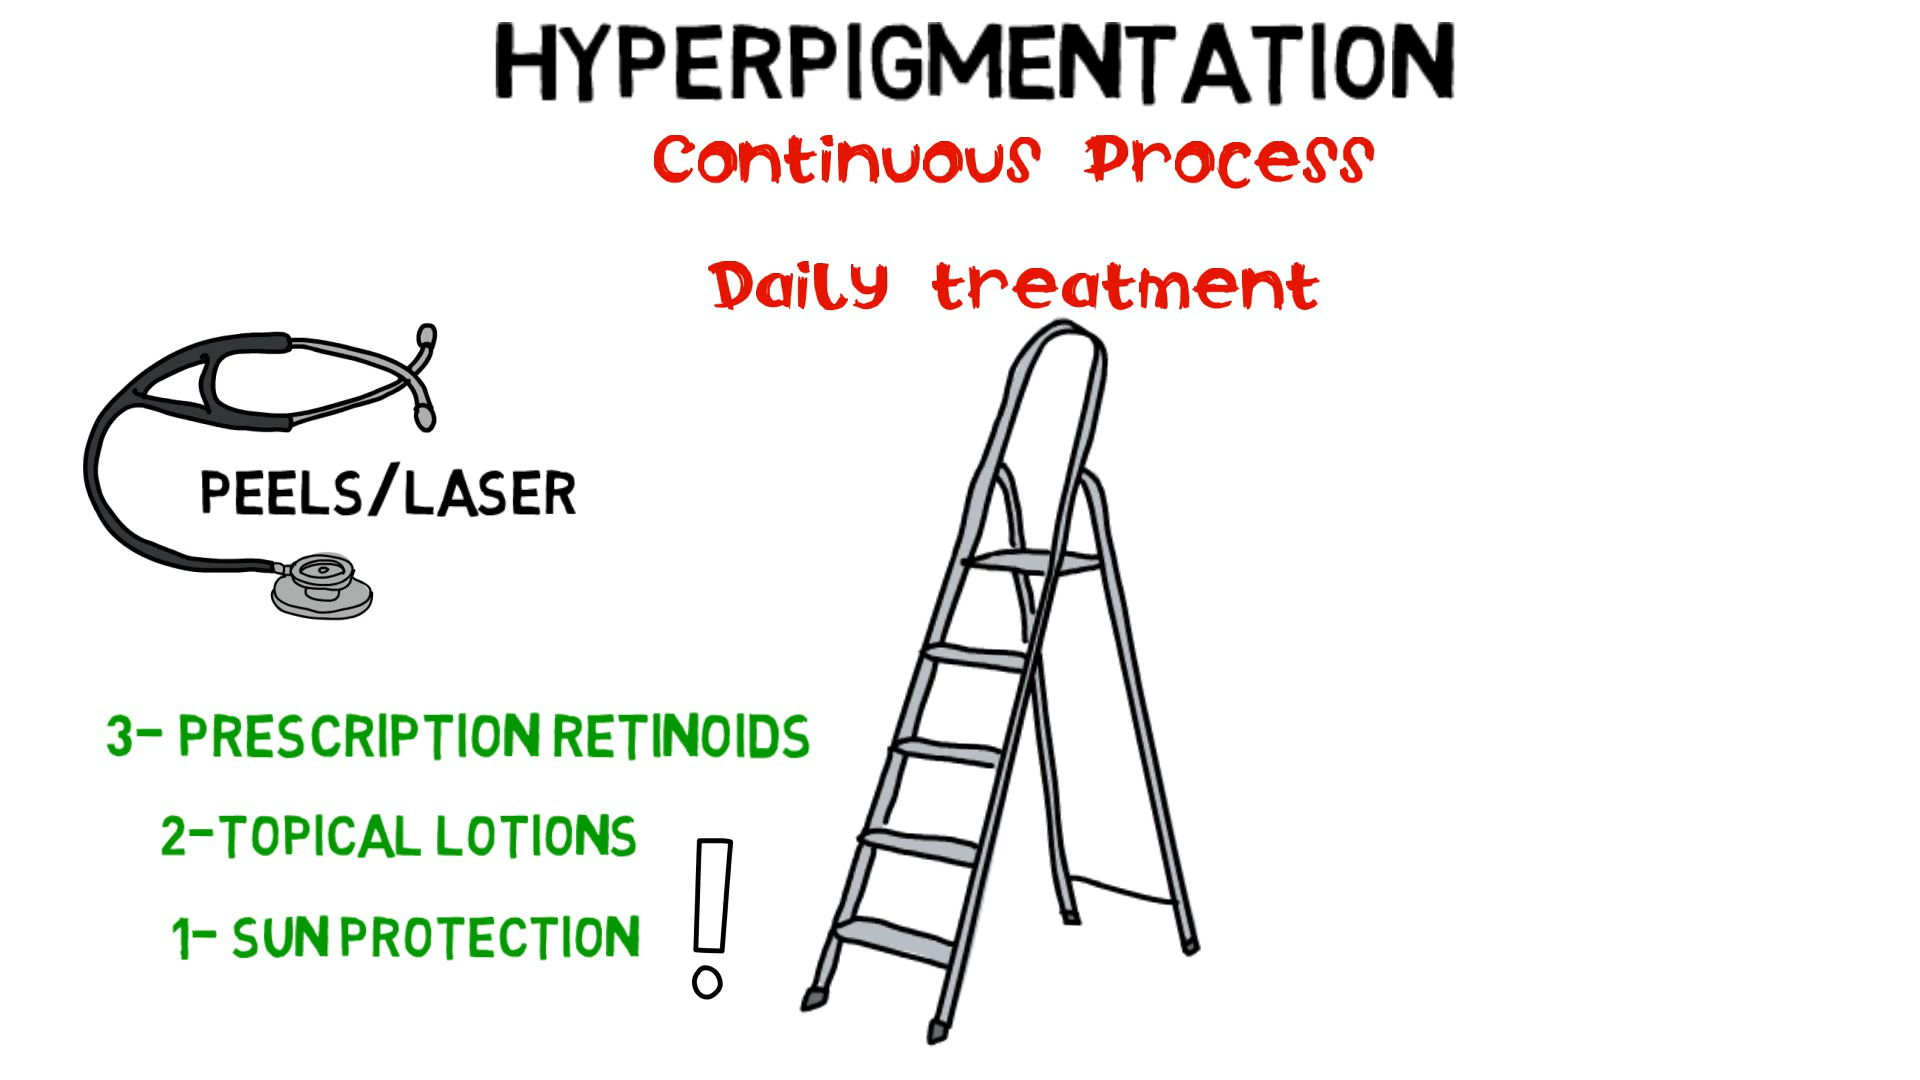 HYPERPIGMENTATION
Continuous Process
Daily treatment
PEELS/LASER
3- PRESCRIPTION RETINOIDS
2-TOPICAL LOTIONS
1- SUN PROTECTION !